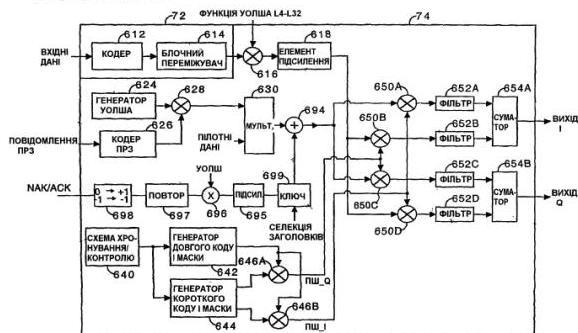 72
ФУНКЦІЯ УОЛША L4-L32
74
612
614
618
ВХІДНІ ДАНІ
КОДЕР
БЛОЧНИЙ ПЕРЕМІЖУВАЧ
616
ЕЛЕМЕНТ ПІДСИЛЕННЯ
624
628
630
694
650A
652A
654A
ГЕНЕРАТОР УОЛША
ФІЛЬТР
650B
652B
ПОВІДОМЛЕННЯ ПРЗ
КОДЕР ПРЗ
626
МУЛЬТ.
ПІЛОТНІ ДАНІ
ФІЛЬТР
СУМАТОР
ВИХІД I
УОЛШ
699
652C
654B
NAK/ACK
0 → +1
-1 → -1
698
ПОВТОР
697
X
696
ПІДСИЛ
695
КЛЮЧ
650C
ФІЛЬТР
652D
ФІЛЬТР
650D
СУМАТОР
ВИХІД Q
СЕЛЕКЦІЯ ЗАГОЛОВКІВ
СХЕМА ХРОНУВАННЯ/КОНТРОЛЮ
640
ГЕНЕРАТОР ДОВГОГО КОДУ І МАСКИ
642
646A
ПШ_Q
ГЕНЕРАТОР КОРОТКОГО КОДУ І МАСКИ
644
646B
ПШ_I